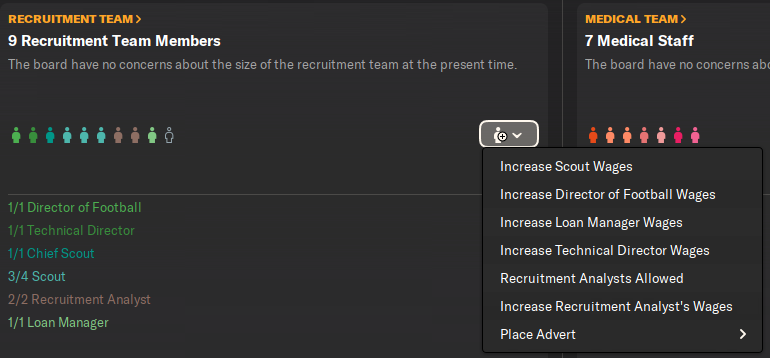 RECRUITMENT TEAM >
9 Recruitment Team Members
The board have no concerns about the size of the recruitment team at the present time.
1/1 Director of Football
1/1 Technical Director
1/1 Chief Scout
3/4 Scout
2/2 Recruitment Analyst
1/1 Loan Manager
MEDICAL TEAM >
7 Medical Staff
The board have no concerns abo
Increase Scout Wages
Increase Director of Football Wages
Increase Loan Manager Wages
Increase Technical Director Wages
Recruitment Analysts Allowed
Increase Recruitment Analyst's Wages
Place Advert